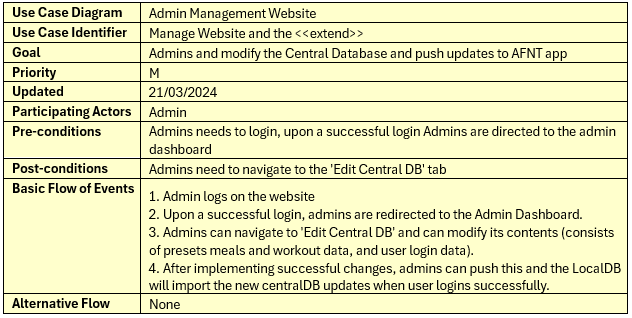 Use Case Diagram Admin Management Website
Use Case Identifier Manage Website and the <<extend>>
Goal Admins and modify the Central Database and push updates to AFNT app
Priority M
Updated 21/03/2024
Participating Actors Admin
Pre-conditions Admins needs to login, upon a successful login Admins are directed to the admin
dashboard
Post-conditions Admins need to navigate to the 'Edit Central DB' tab
Basic Flow of Events
1. Admin logs on the website
2. Upon a successful login, admins are redirected to the Admin Dashboard.
3. Admins can navigate to 'Edit Central DB' and can modify its contents (consists
of presets meals and workout data, and user login data).
4. After implementing successful changes, admins can push this and the LocalDB
will import the new centralDB updates when user logins successfully.
Alternative Flow None